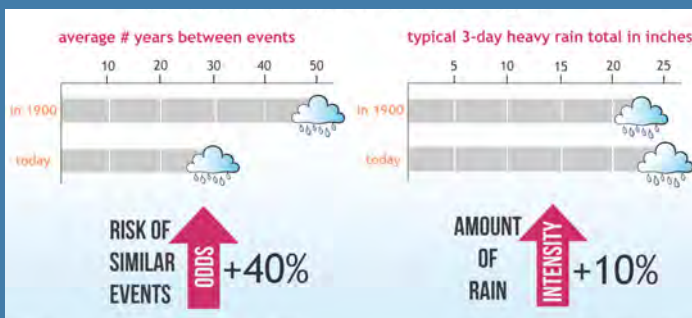 average # years between events
10 20 30 40 50
in 1900
today
RISK OF
SIMILAR
EVENTS
ODDS
+40%
typical 3-day heavy rain total in inches
5 10 15 20 25
in 1900
today
AMOUNT
OF
RAIN
INTENSITY
+10%